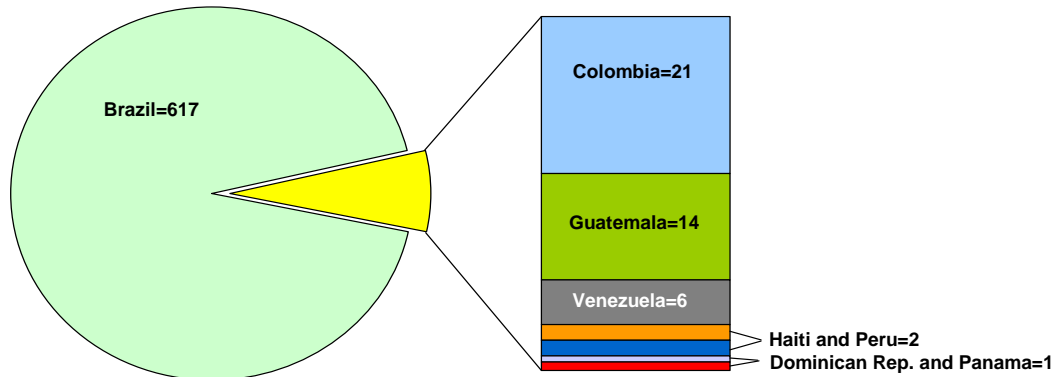 Brazil=617
Colombia=21
Guatemala=14
Venezuela=6
Haiti and Peru=2
Dominican Rep. and Panama=1